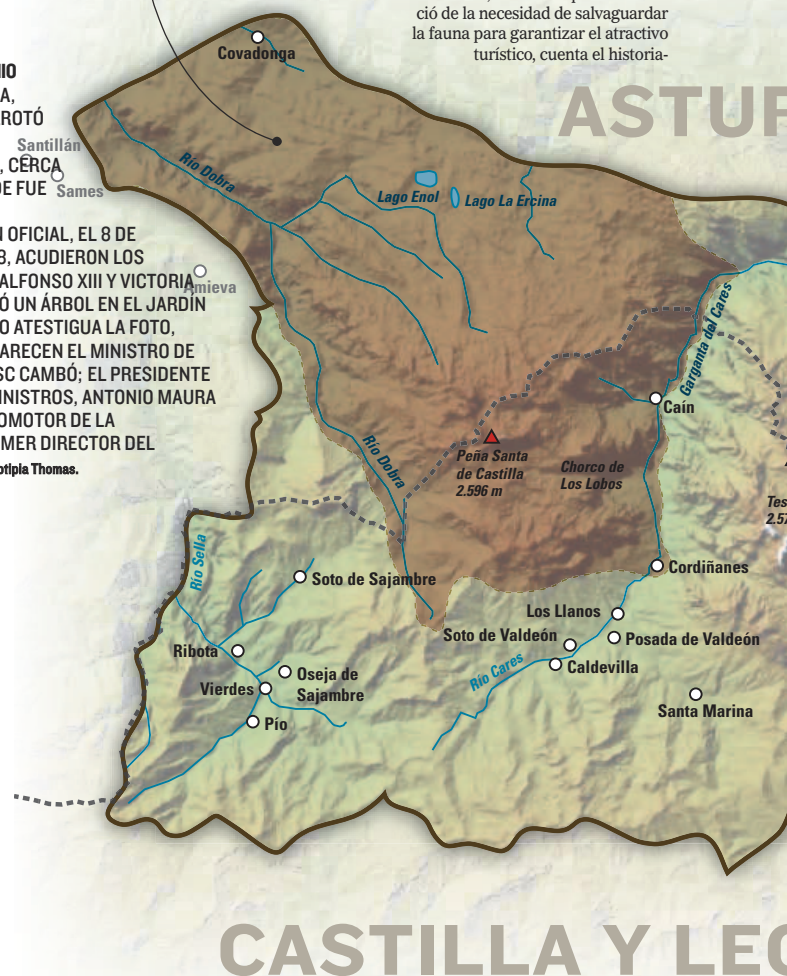 ció de la necesidad de salvaguardar
la fauna para garantizar el atractivo
turístico, cuenta el historia-
A,
ROTÓ
, CERCA
DE FUE
N OFICIAL, EL 8 DE
8, ACUDIERON LOS
ALFONSO XIII Y VICTORIA
Ó UN ÁRBOL EN EL JARDÍN
O ATESTIGUA LA FOTO,
ARECEN EL MINISTRO DE
SC CAMBÓ; EL PRESIDENTE
INISTROS, ANTONIO MAURA
OMOTOR DE LA
MER DIRECTOR DEL
otipia Thomas.
ASTUR
Covadonga
Santillán
Sames
Amieva
Río Dobra
Lago Enol
Lago La Ercina
Garganta del Cares
Caín
Río Dobra
Peña Santa
de Castilla
2.596 m
Chorco de
Los Lobos
Tes
2.57
Río Sella
Soto de Sajambre
Cordiñanes
Los Llanos
Soto de Valdeón
Posada de Valdeón
Ribota
Oseja de
Sajambre
Vierdes
Caldevilla
Río Cares
Pío
Santa Marina
CASTILLA Y LEÓ